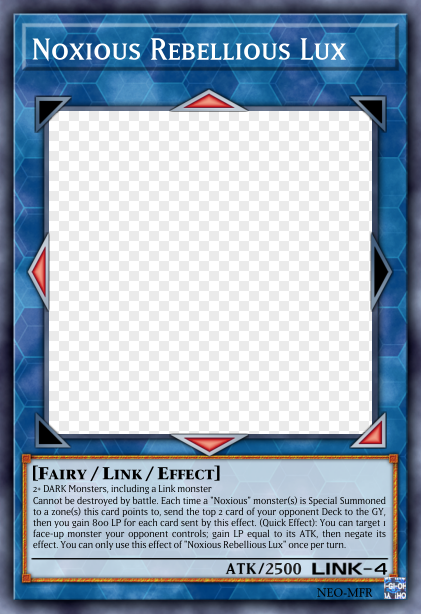 Noxious Rebellious Lux
[Fairy / Link / Effect]
2+ DARK Monsters, including a Link monster
Cannot be destroyed by battle. Each time a "Noxious" monster(s) is Special Summoned
to a zone(s) this card points to, send the top 2 card of your opponent Deck to the GY,
then you gain 800 LP for each card sent by this effect. (Quick Effect): You can target 1
face-up monster your opponent controls; gain LP equal to its ATK, then negate its
effect. You can only use this effect of "Noxious Rebellious Lux" once per turn.
ATK/2500 LINK-4
NEO-MFR